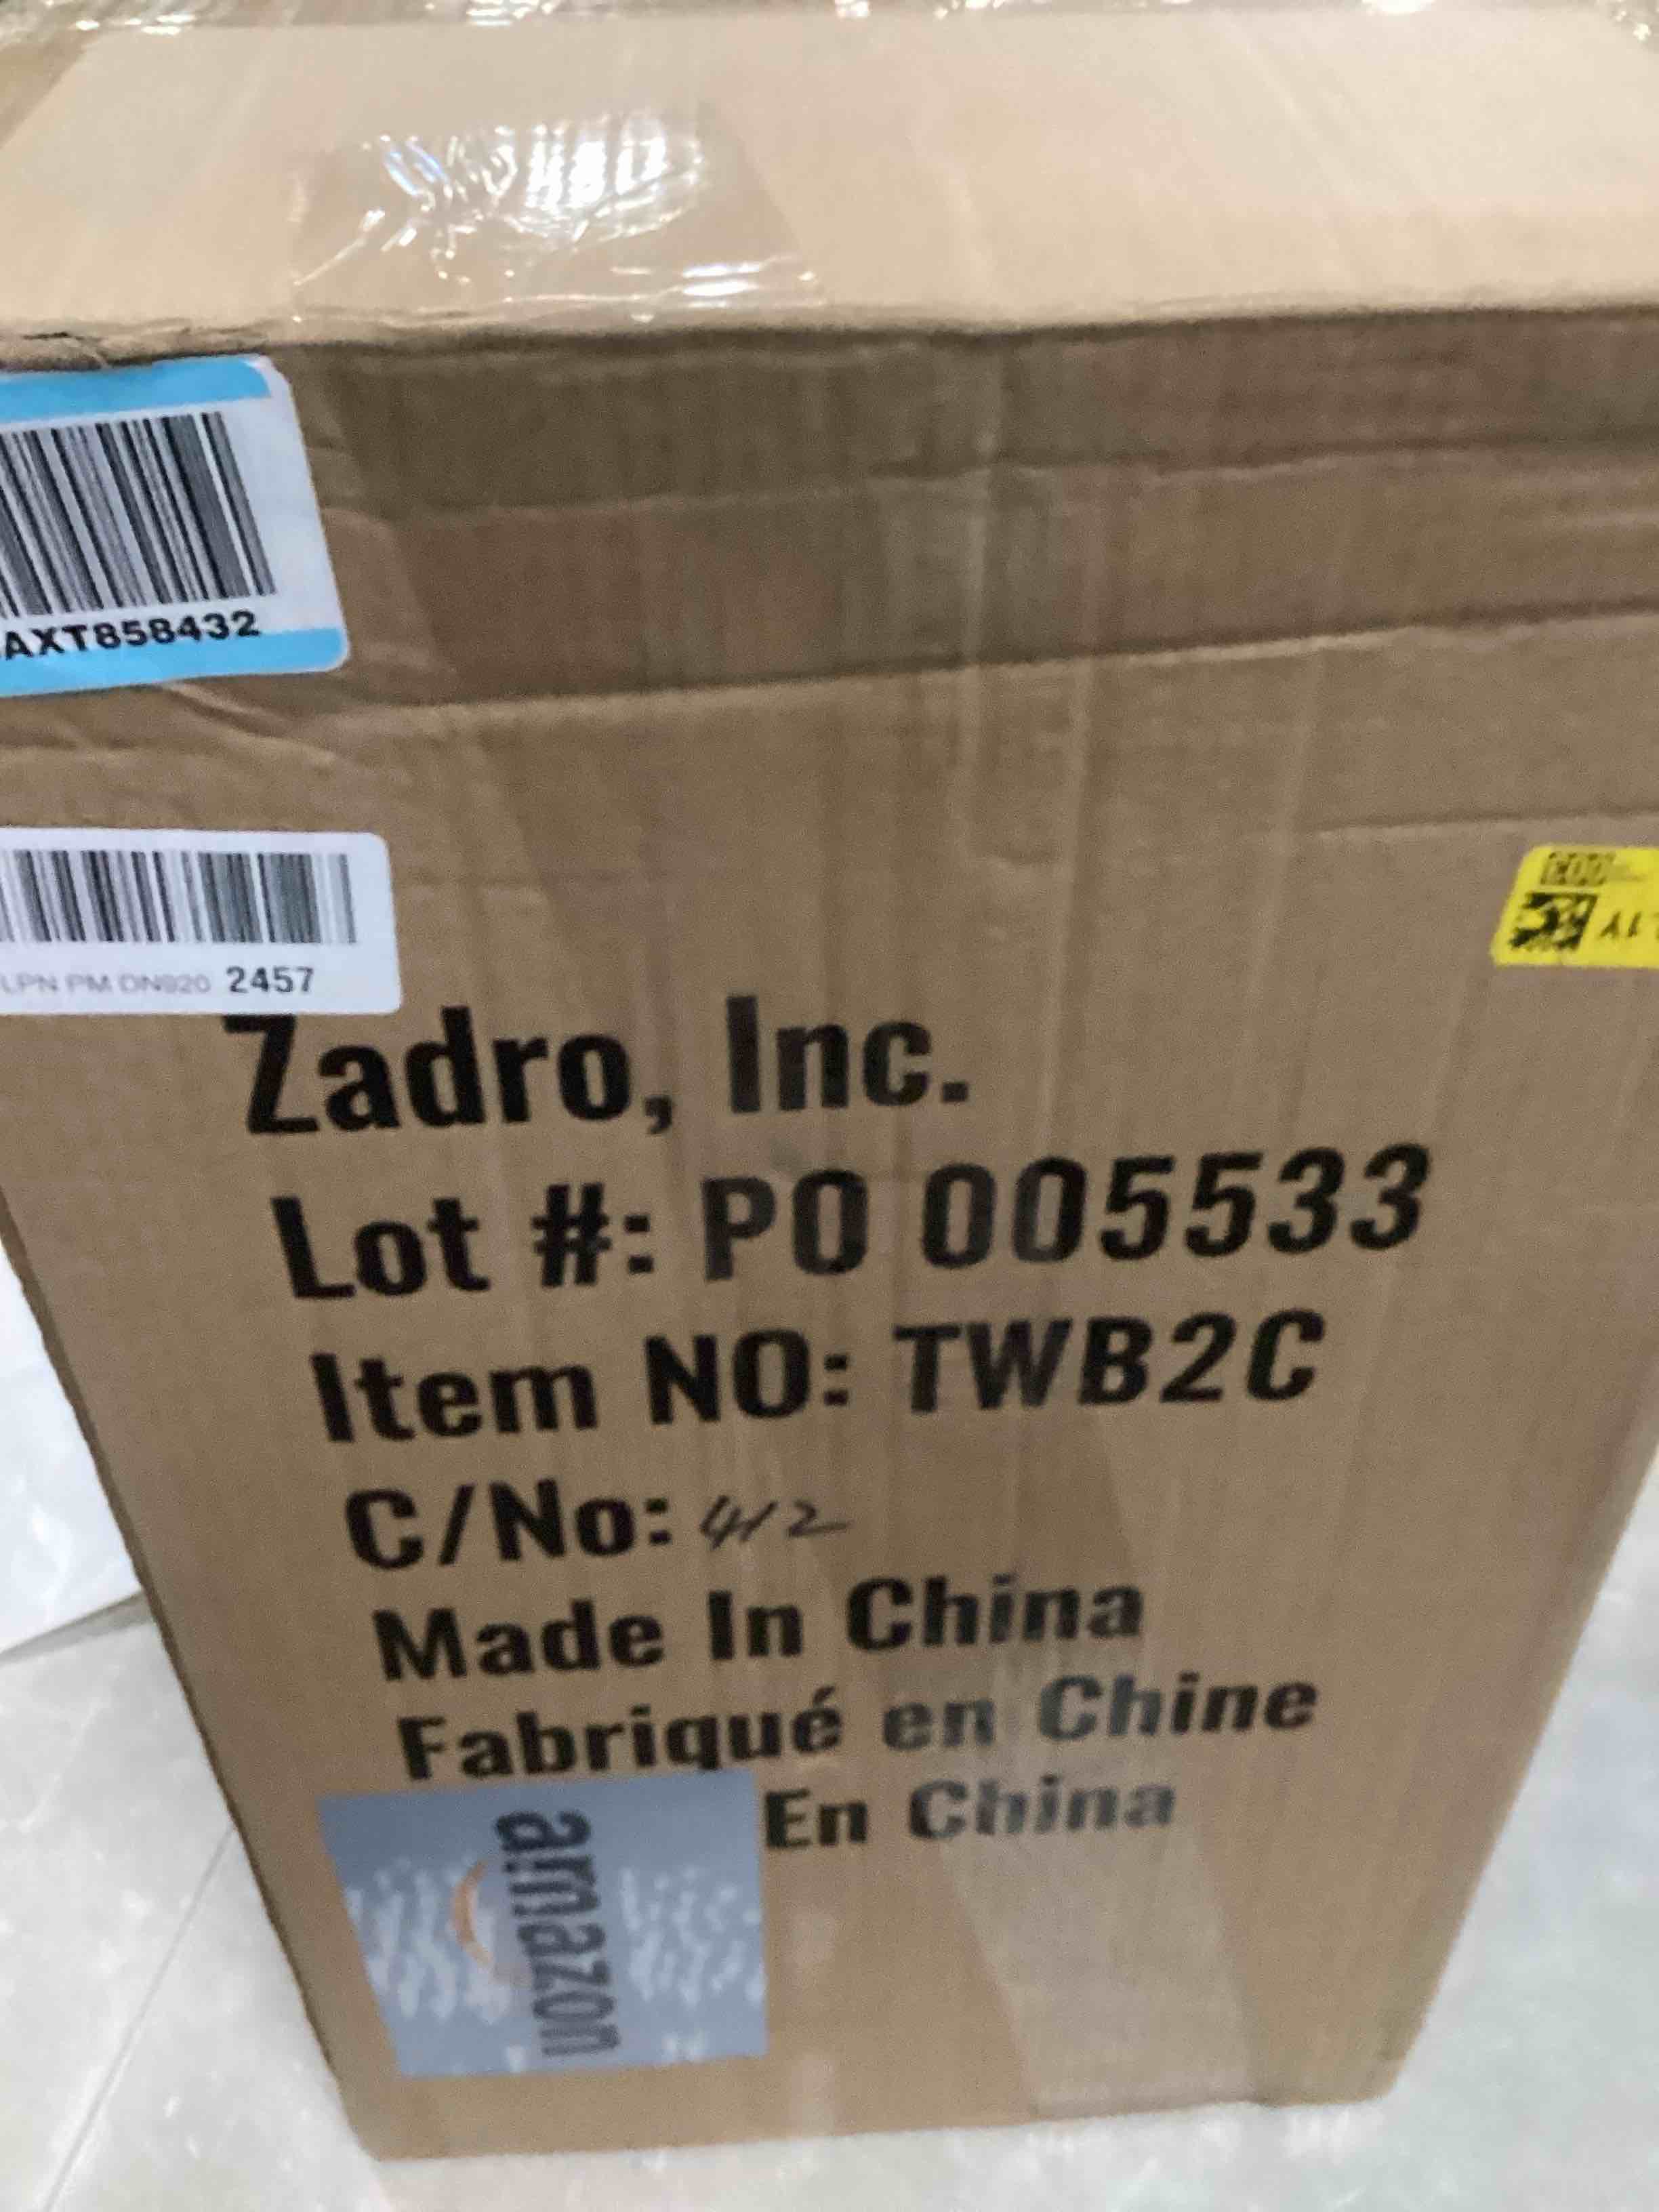 AXT858432
LPN PM DN920 2457
Zadro, Inc.
Lot #: PO 005533
Item NO: TWB2C
C/No: 412
Made In China
Fabriqué en Chine
En China
amazon